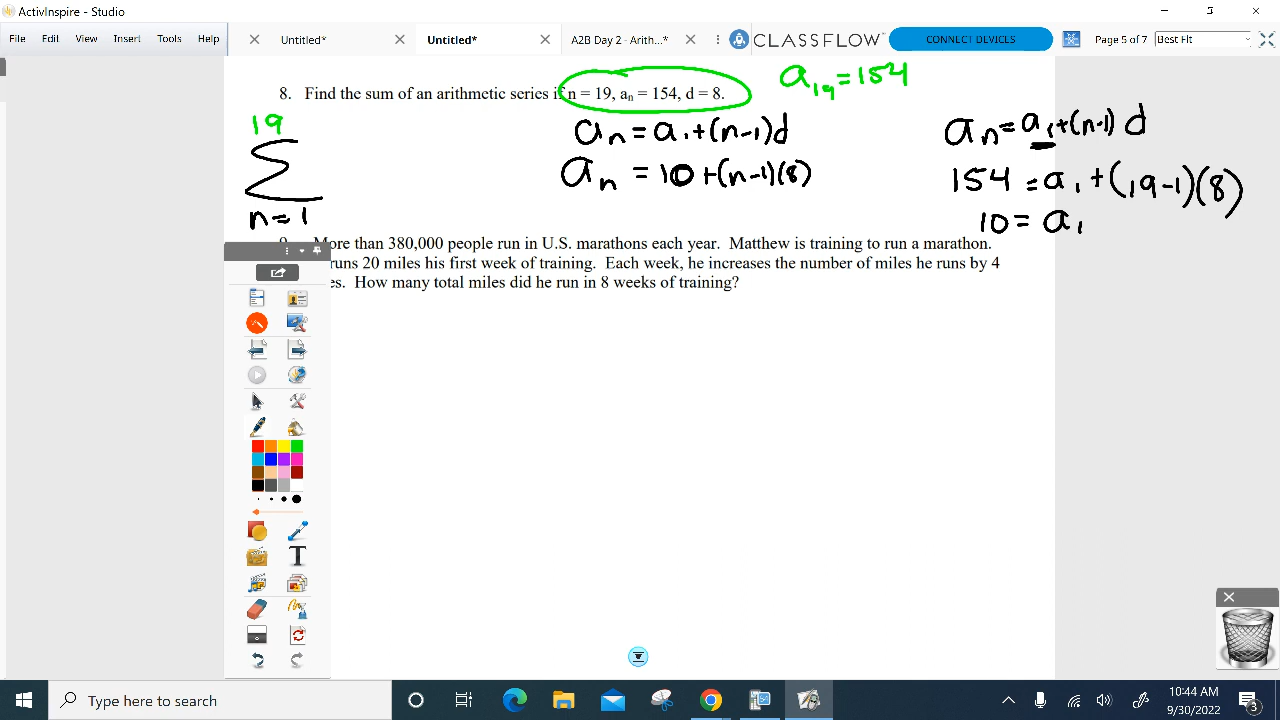 ActivInspire - Studio
File Edit View Insert Tools Help
Untitled*
Untitled*
A2B Day 2 - Arith...*
CLASSFLOW
CONNECT DEVICES
Page 5 of 7
Best Fit
a19 = 154
8. Find the sum of an arithmetic series if n = 19, an = 154, d = 8.
19
Σ
n = 1
an = a1 + (n-1)d
an = 10 + (n-1)(8)
an = a1 + (n-1) d
154 = a1 + (19-1)(8)
10 = a1
More than 380,000 people run in U.S. marathons each year. Matthew is training to run a marathon.
runs 20 miles his first week of training. Each week, he increases the number of miles he runs by 4
es. How many total miles did he run in 8 weeks of training?
T
Type here to search
10:44 AM
9/30/2022
3